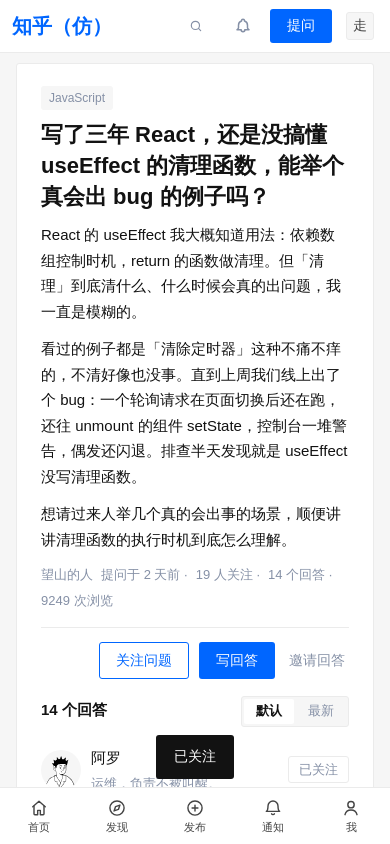 知乎（仿）
提问
走
JavaScript
写了三年 React，还是没搞懂
useEffect 的清理函数，能举个
真会出 bug 的例子吗？
React 的 useEffect 我大概知道用法：依赖数
组控制时机，return 的函数做清理。但「清
理」到底清什么、什么时候会真的出问题，我
一直是模糊的。
看过的例子都是「清除定时器」这种不痛不痒
的，不清好像也没事。直到上周我们线上出了
个 bug：一个轮询请求在页面切换后还在跑，
还往 unmount 的组件 setState，控制台一堆警
告，偶发还闪退。排查半天发现就是 useEffect
没写清理函数。
想请过来人举几个真的会出事的场景，顺便讲
讲清理函数的执行时机到底怎么理解。
望山的人 提问于 2 天前 · 19 人关注 · 14 个回答 ·
9249 次浏览
关注问题
写回答
邀请回答
14 个回答
默认
最新
阿罗
运维，负责不被叫醒。
已关注
已关注
首页
发现
发布
通知
我